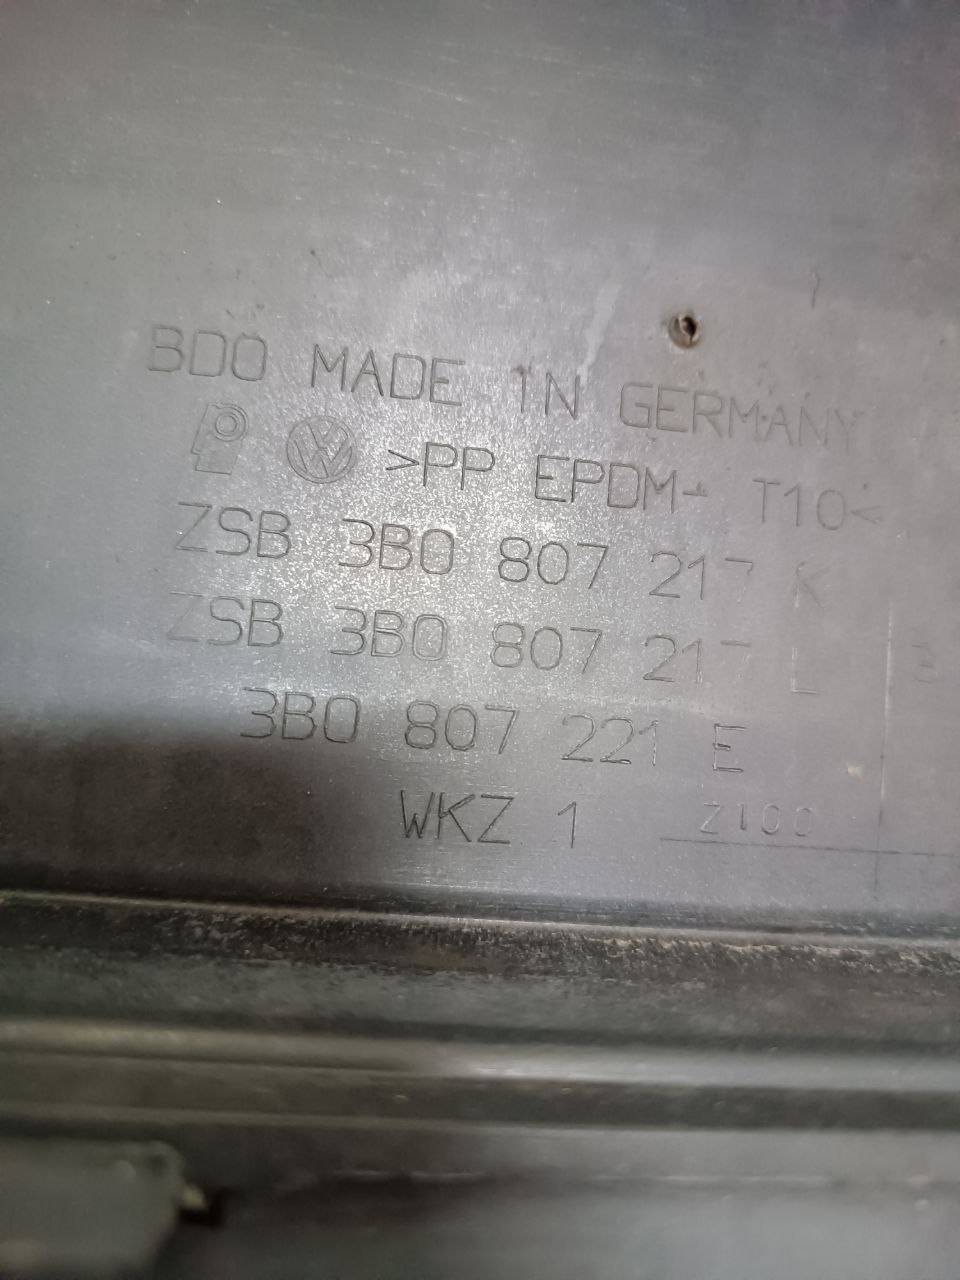 BDO MADE IN GERMANY
>PP EPDM- T10<
ZSB 3B0 807 217 K
ZSB 3B0 807 217 L
3B0 807 221 E
WKZ 1
Z100